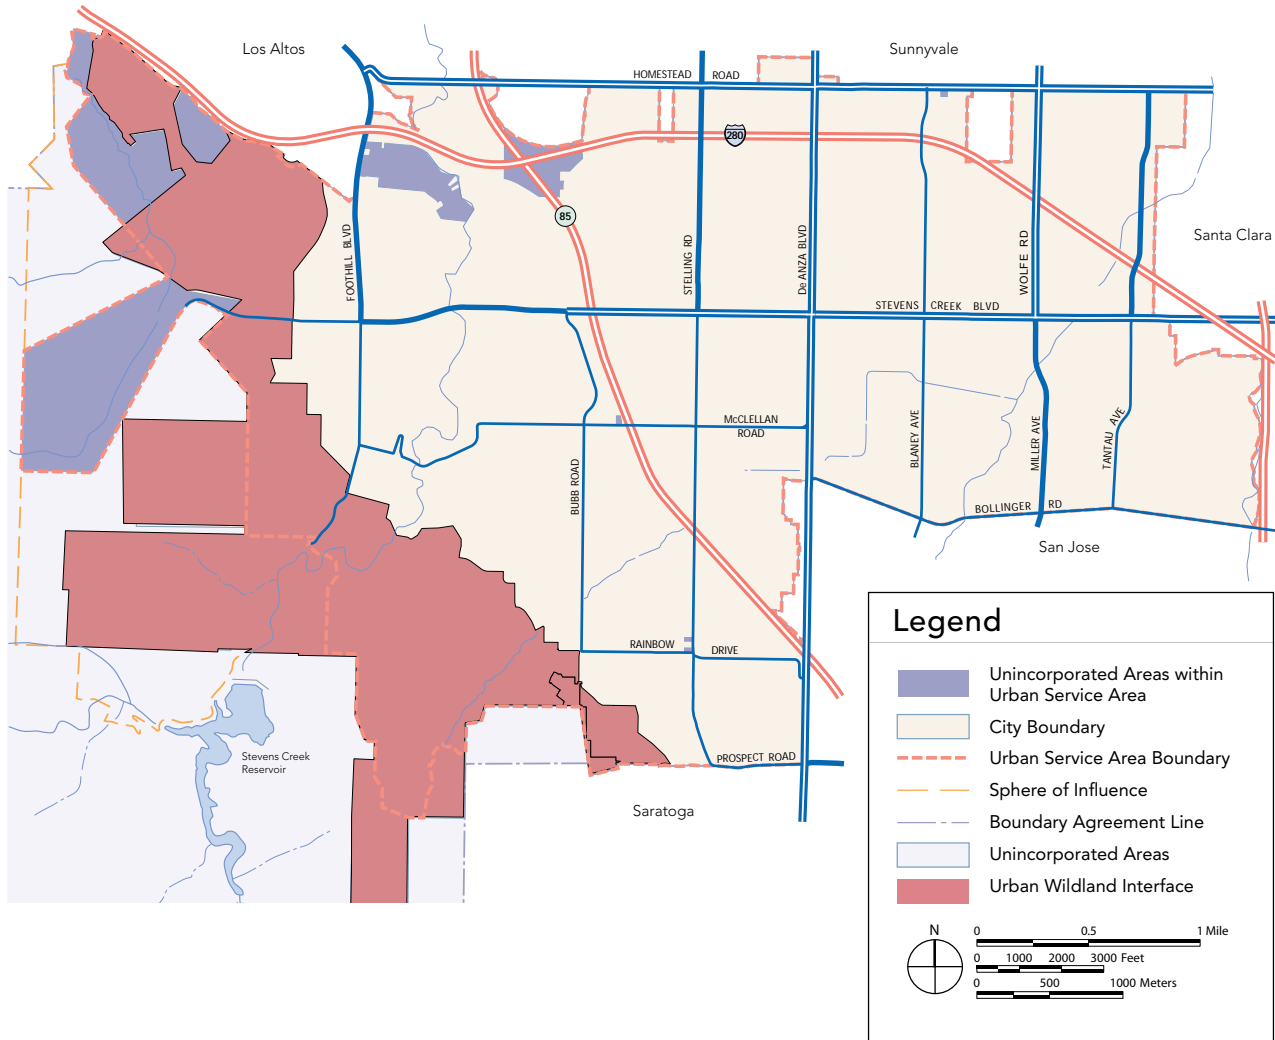 Los Altos
Sunnyvale
HOMESTEAD ROAD
280
85
Santa Clara
FOOTHILL BLVD
STELLING RD
De ANZA BLVD
WOLFE RD
STEVENS CREEK BLVD
McCLELLAN
ROAD
BUBB ROAD
BLANEY AVE
MILLER AVE
TANTAU AVE
BOLLINGER RD
San Jose
RAINBOW DRIVE
PROSPECT ROAD
Stevens Creek
Reservoir
Saratoga
Legend
Unincorporated Areas within
Urban Service Area
City Boundary
Urban Service Area Boundary
Sphere of Influence
Boundary Agreement Line
Unincorporated Areas
Urban Wildland Interface
N
0 0.5 1 Mile
0 1000 2000 3000 Feet
0 500 1000 Meters